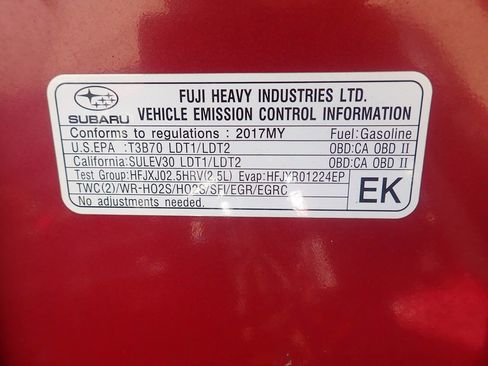 FUJI HEAVY INDUSTRIES LTD.
SUBARU VEHICLE EMISSION CONTROL INFORMATION
Conforms to regulations : 2017MY Fuel:Gasoline
U.S.EPA :T3B70 LDT1/LDT2 OBD:CA OBD II
California:SULEV30 LDT1/LDT2 OBD:CA OBD II
Test Group:HFJXJ02.5HRV(2.5L) Evap:HFJXR01224EP
TWC(2)/WR-HO2S/HO2S/SFI/EGR/EGRC
No adjustments needed.
EK